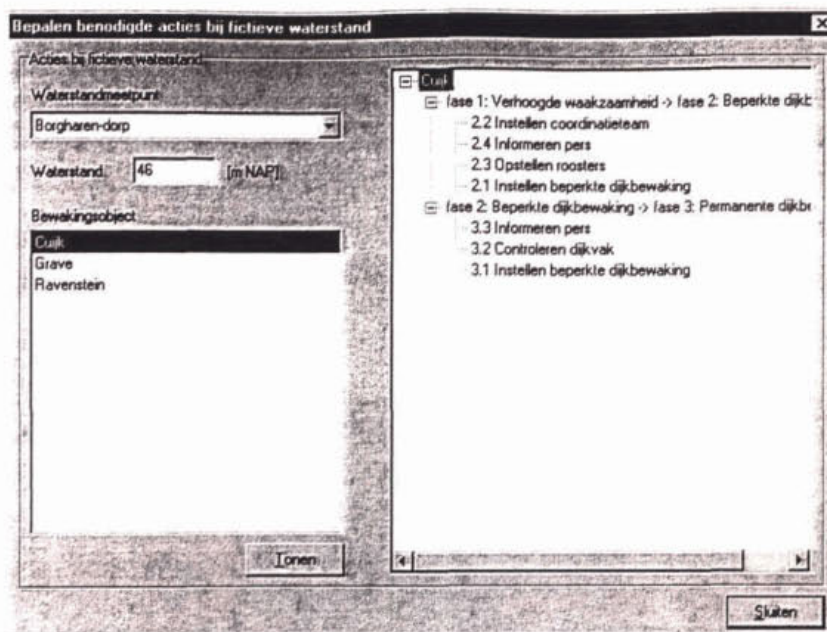 Bepalen benodigde acties bij fictieve waterstand
Acties bij fictieve waterstand
Waterstandmeetpunt
Borgharen-dorp
Waterstand 46 [m NAP]
Bewakingsobject
Cuijk
Grave
Ravenstein
Tonen
Cuijk
fase 1: Verhoogde waakzaamheid -> fase 2: Beperkte dijkb
2.2 Instellen coordinatieteam
2.4 Informeren pers
2.3 Opstellen roosters
2.1 Instellen beperkte dijkbewaking
fase 2: Beperkte dijkbewaking -> fase 3: Permanente dijkbe
3.3 Informeren pers
3.2 Controleren dijkvak
3.1 Instellen beperkte dijkbewaking
Sluiten